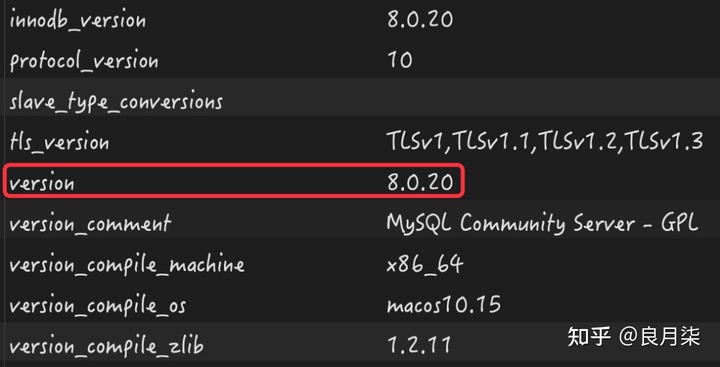 innodb_version 8.0.20
protocol_version 10
slave_type_conversions
tls_version TLSv1,TLSv1.1,TLSv1.2,TLSv1.3
version 8.0.20
version_comment MySQL Community Server - GPL
version_compile_machine x86_64
version_compile_os macos10.15
version_compile_zlib 1.2.11
知乎 @良月柒